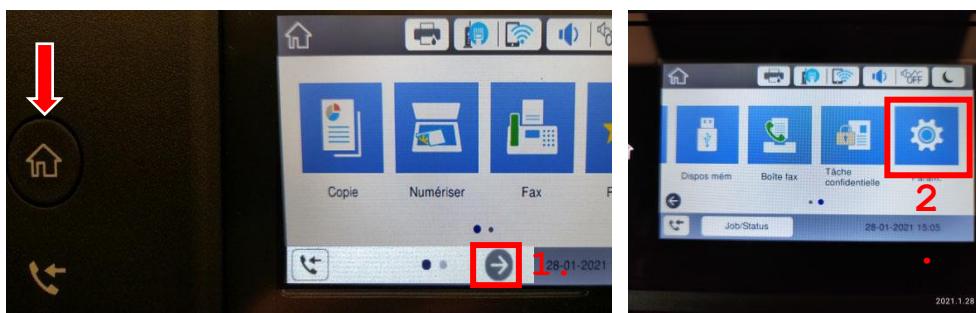 Copie
Numériser
Fax
1.
28-01-2021
OFF
Dispos mém
Boîte fax
Tâche
confidentielle
Param.
2
Job/Status
28-01-2021 15:05
.
2021.1.28